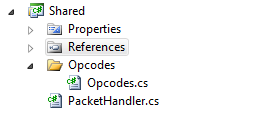 Shared
Properties
References
Opcodes
Opcodes.cs
PacketHandler.cs